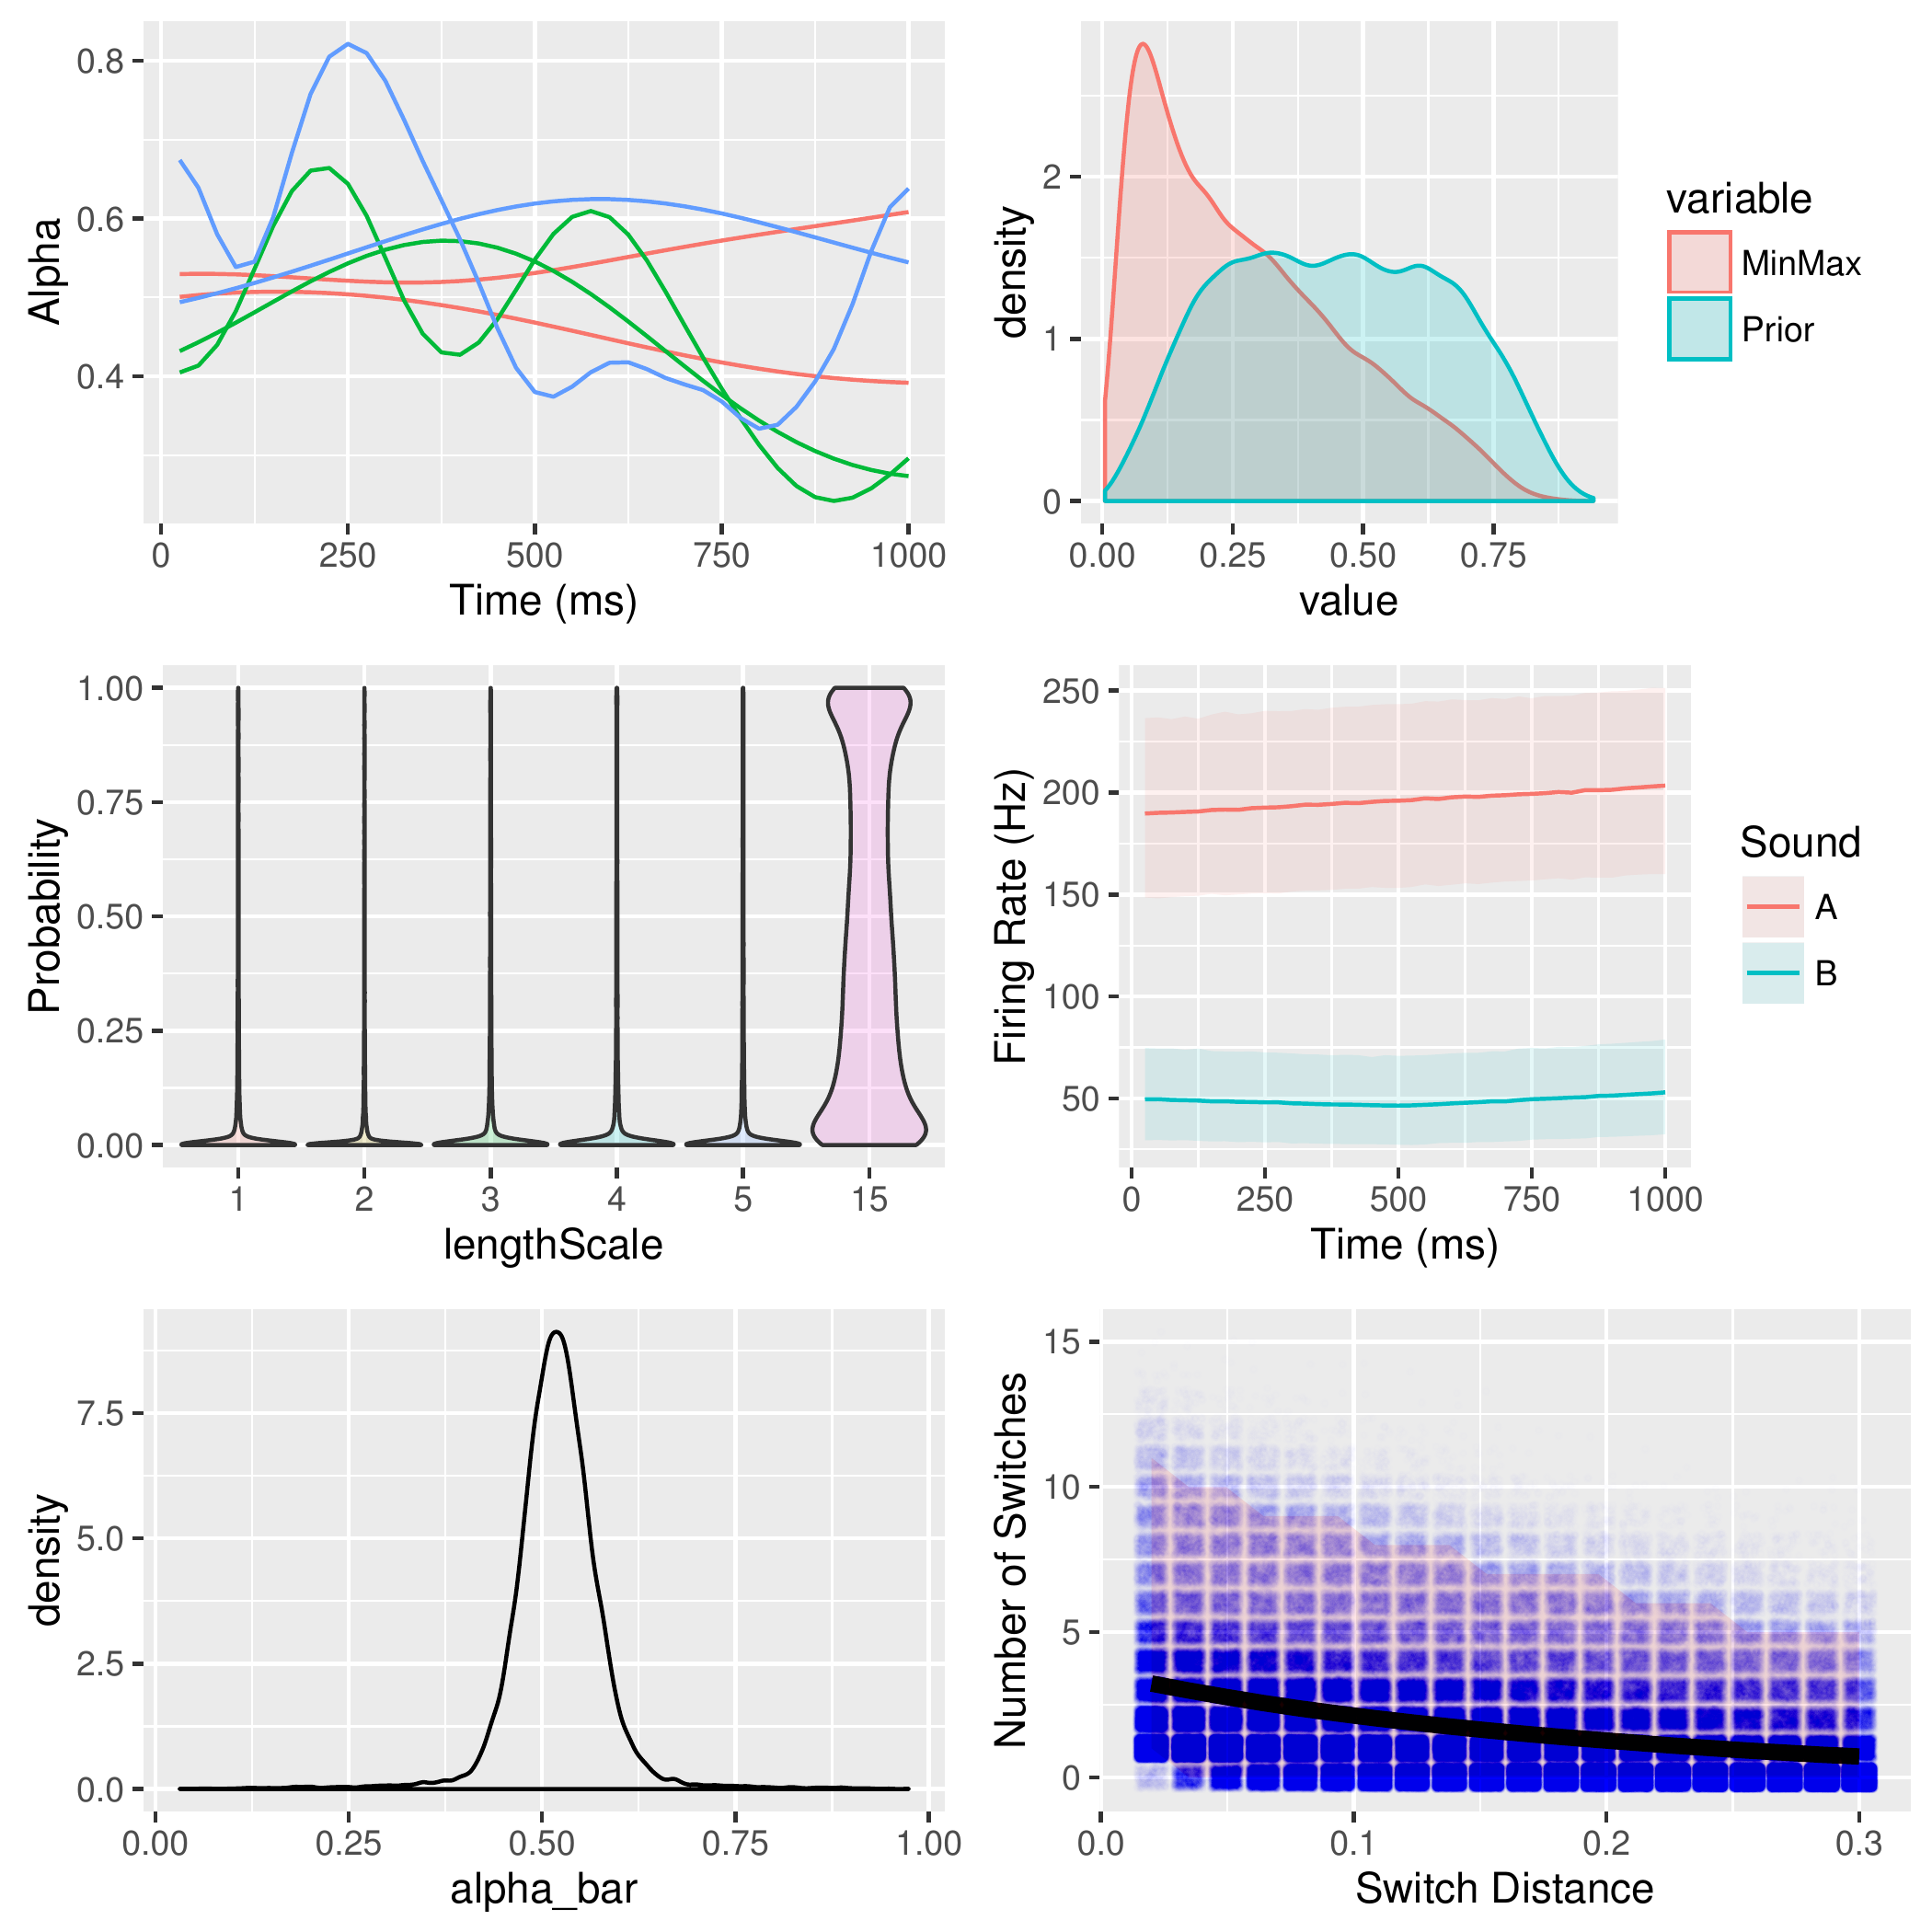 Alpha
0.8
0.6
0.4
0 250 500 750 1000
Time (ms)
density
2
1
0
0.00 0.25 0.50 0.75
value
variable
MinMax
Prior
Probability
1.00
0.75
0.50
0.25
0.00
1 2 3 4 5 15
lengthScale
Firing Rate (Hz)
250
200
150
100
50
0 250 500 750 1000
Time (ms)
Sound
A
B
density
7.5
5.0
2.5
0.0
0.00 0.25 0.50 0.75 1.00
alpha_bar
Number of Switches
15
10
5
0
0.0 0.1 0.2 0.3
Switch Distance